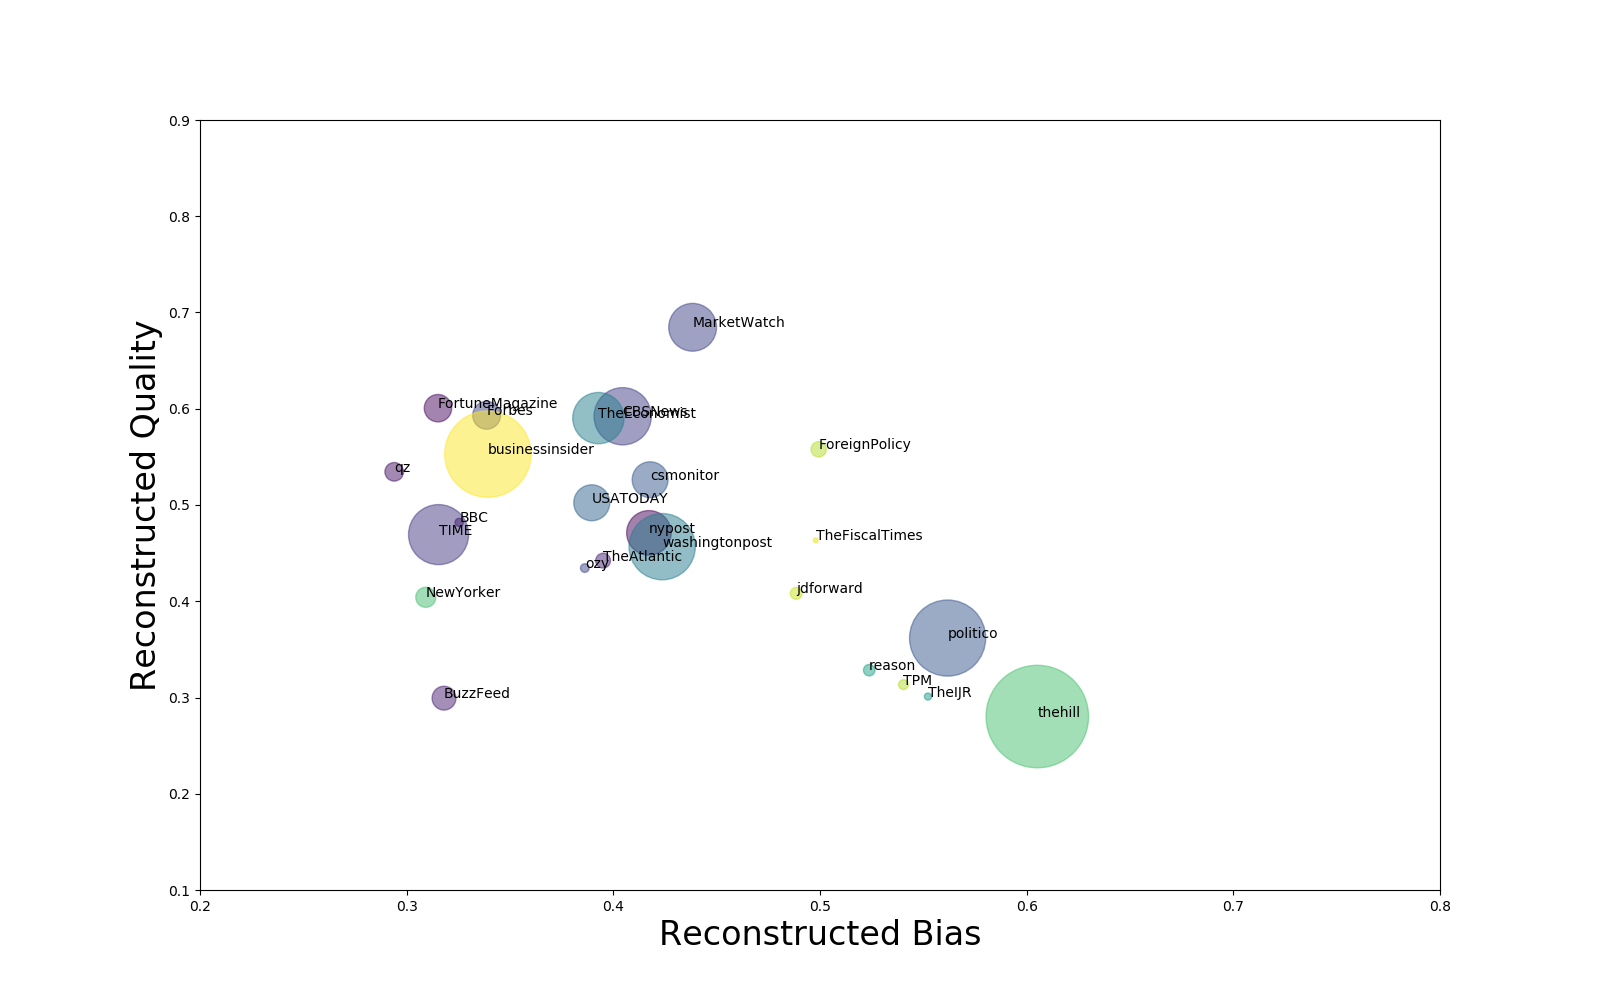 0.9
0.8
0.7
0.6
0.5
0.4
0.3
0.2
0.1
Reconstructed Quality
MarketWatch
FortuneMagazine
Forbes
CBSNews
TheEconomist
ForeignPolicy
businessinsider
qz
csmonitor
USATODAY
BBC
TIME
nypost
TheFiscalTimes
washingtonpost
TheAtlantic
ozy
NewYorker
jdforward
politico
reason
TPM
TheIJR
BuzzFeed
thehill
0.2 0.3 0.4 0.5 0.6 0.7 0.8
Reconstructed Bias